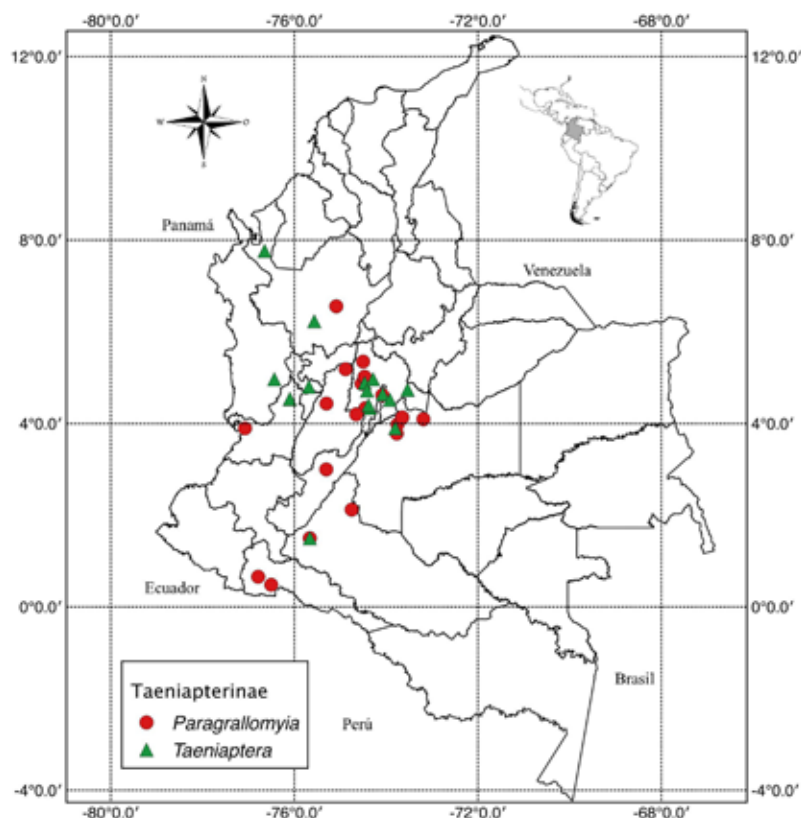 -80°0.0′ -76°0.0′ -72°0.0′ -68°0.0′
12°0.0′ 12°0.0′
N
W O
S
Panamá
8°0.0′ 8°0.0′
Venezuela
4°0.0′ 4°0.0′
Ecuador
0°0.0′ 0°0.0′
Brasil
Taeniapterinae
Paragrallomyia
Taeniaptera
Perú
-4°0.0′ -4°0.0′
-80°0.0′ -76°0.0′ -72°0.0′ -68°0.0′